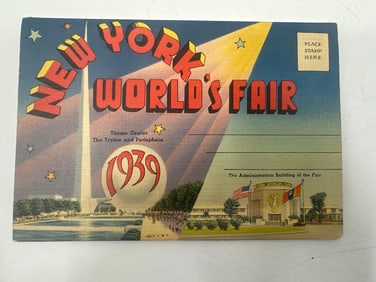 NEW YORK
WORLD'S FAIR
PLACE
STAMP
HERE
Theme Center
The Trylon and Perisphere
1939
The Administration Building of the Fair